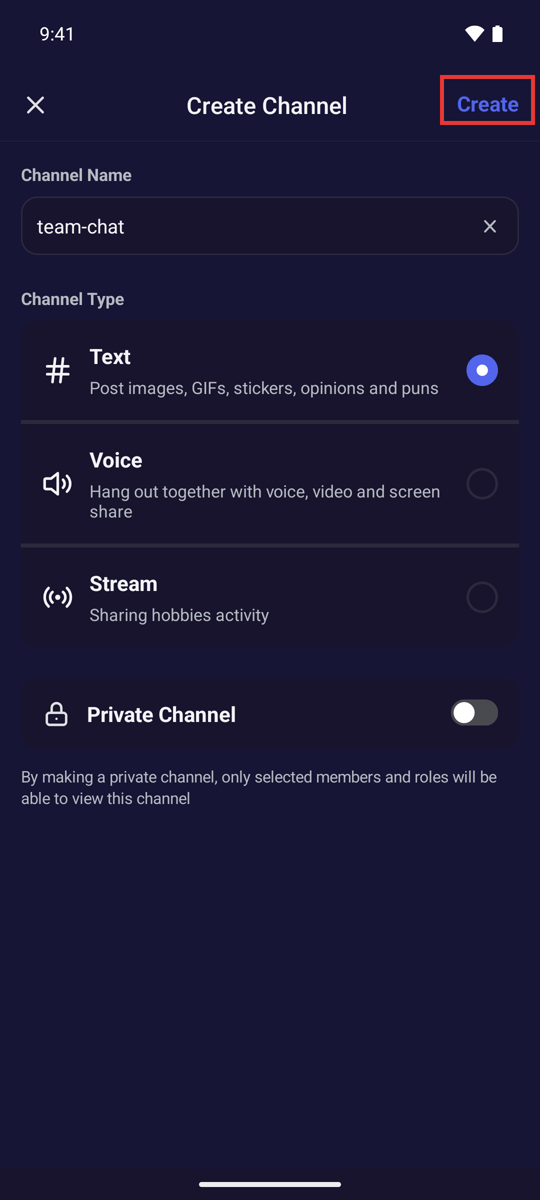 9:41
Create Channel
Create
Channel Name
team-chat
Channel Type
Text
Post images, GIFs, stickers, opinions and puns
Voice
Hang out together with voice, video and screen
share
Stream
Sharing hobbies activity
Private Channel
By making a private channel, only selected members and roles will be
able to view this channel